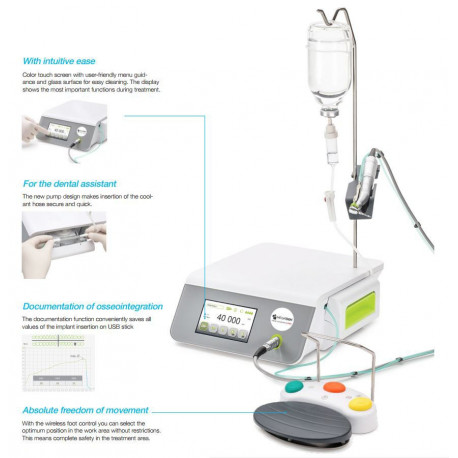 With intuitive ease
Color touch screen with user-friendly menu guid-
ance and glass surface for easy cleaning. The display
shows the most important functions during treatment.
For the dental assistant
The new pump design makes insertion of the cool-
ant hose secure and quick.
40 000
Documentation of osseointegration
The documentation function conveniently saves all
values of the implant insertion on USB stick
Absolute freedom of movement
With the wireless foot control you can select the
optimum position in the work area without restrictions.
This means complete safety in the treatment area.